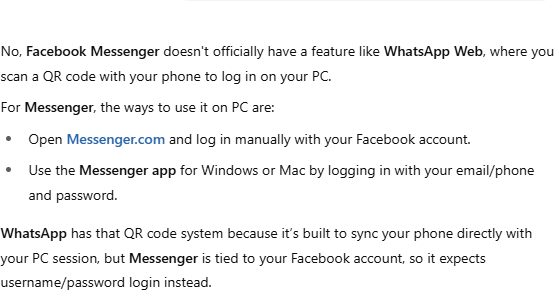 No, Facebook Messenger doesn't officially have a feature like WhatsApp Web, where you
scan a QR code with your phone to log in on your PC.
For Messenger, the ways to use it on PC are:
• Open Messenger.com and log in manually with your Facebook account.
• Use the Messenger app for Windows or Mac by logging in with your email/phone
and password.
WhatsApp has that QR code system because it’s built to sync your phone directly with
your PC session, but Messenger is tied to your Facebook account, so it expects
username/password login instead.